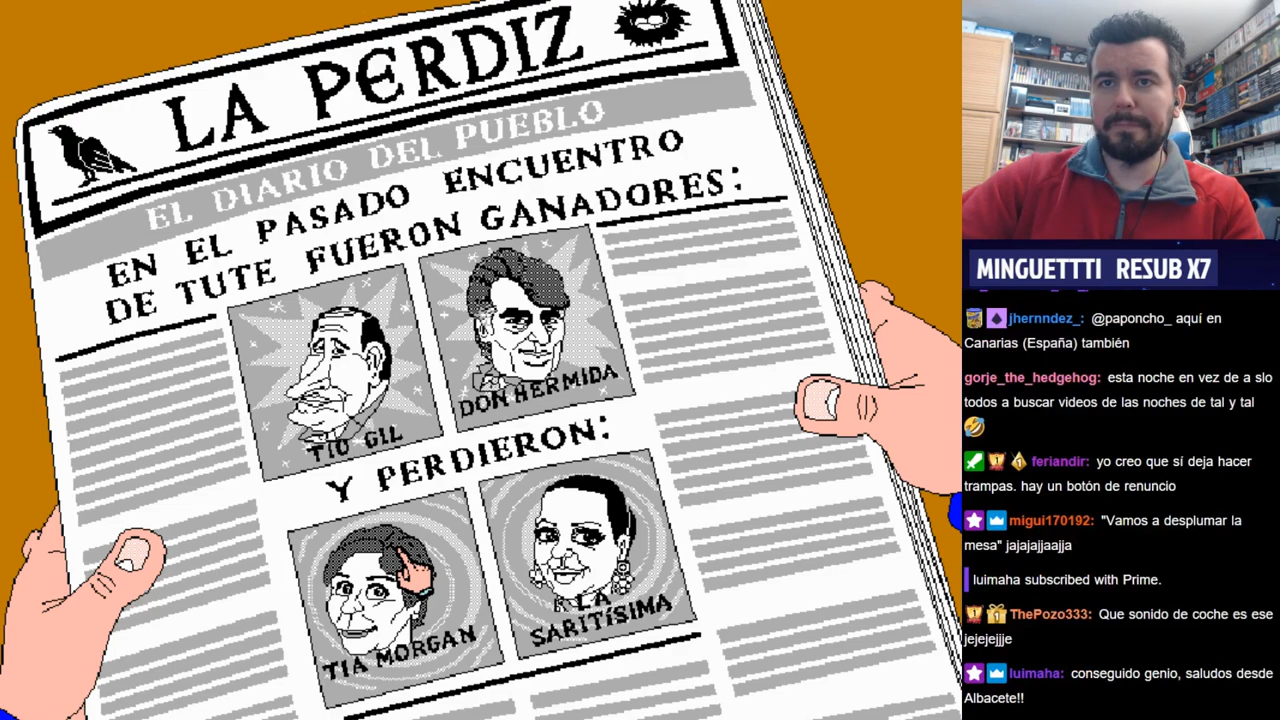 LA PERDIZ
EL DIARIO DEL PUEBLO
EN EL PASADO ENCUENTRO
DE TUTE FUERON GANADORES:
TIO GIL
DON HERMIDA
Y PERDIERON:
TIA MORGAN
LA
SARITÍSIMA
MINGUETTTI RESUB X7
jhernndez_: @paponcho_ aquí en
Canarias (España) también
gorje_the_hedgehog: esta noche en vez de a slo
todos a buscar videos de las noches de tal y tal
feriandir: yo creo que sí deja hacer
trampas. hay un botón de renuncio
migui170192: "Vamos a desplumar la
mesa" jajajajjaajja
luimaha subscribed with Prime.
ThePozo333: Que sonido de coche es ese
jejejejjje
luimaha: conseguido genio, saludos desde
Albacete!!